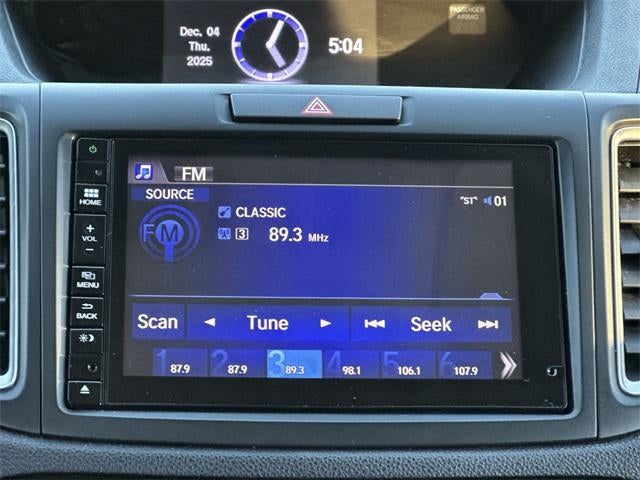 Dec. 04
Thu.
2025
5:04
PASSENGER
AIRBAG
FM
SOURCE
HOME
"ST" 01
CLASSIC
3 89.3 MHz
+
VOL
−
MENU
BACK
Scan Tune Seek
1 87.9 2 87.9 3 89.3 4 98.1 5 106.1 6 107.9